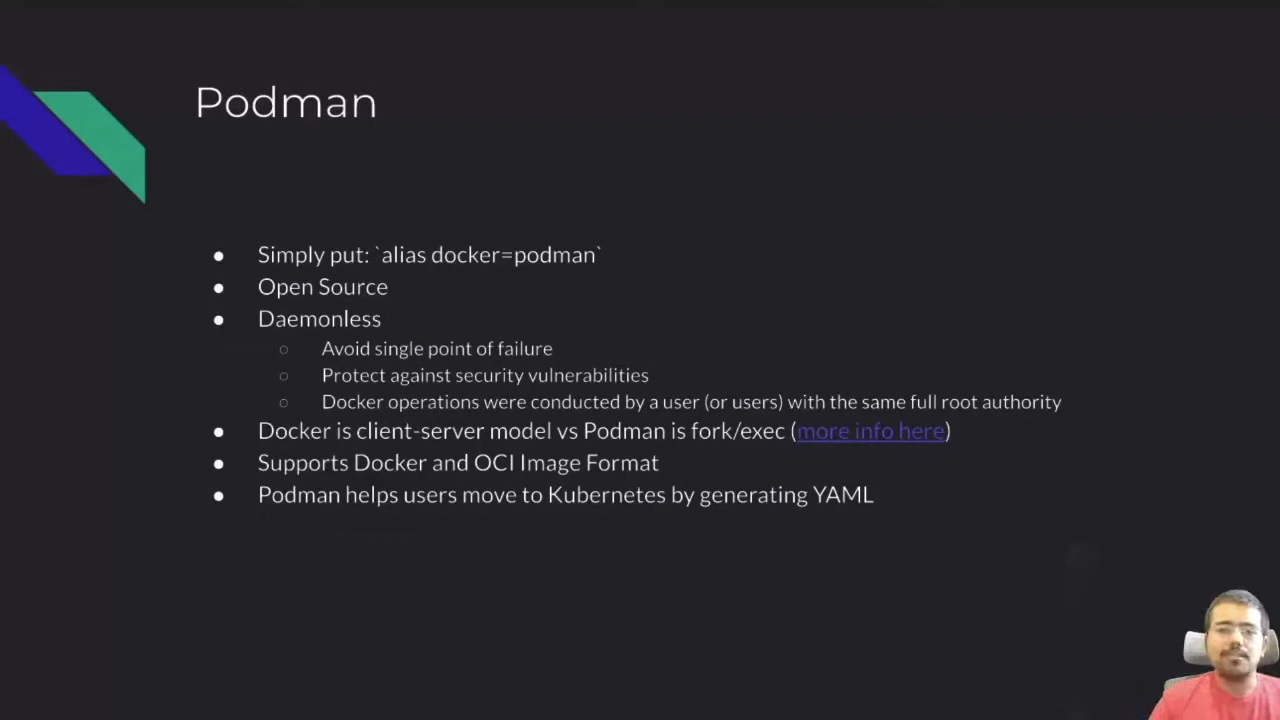 Podman
● Simply put: `alias docker=podman`
● Open Source
● Daemonless
○ Avoid single point of failure
○ Protect against security vulnerabilities
○ Docker operations were conducted by a user (or users) with the same full root authority
● Docker is client-server model vs Podman is fork/exec (more info here)
● Supports Docker and OCI Image Format
● Podman helps users move to Kubernetes by generating YAML